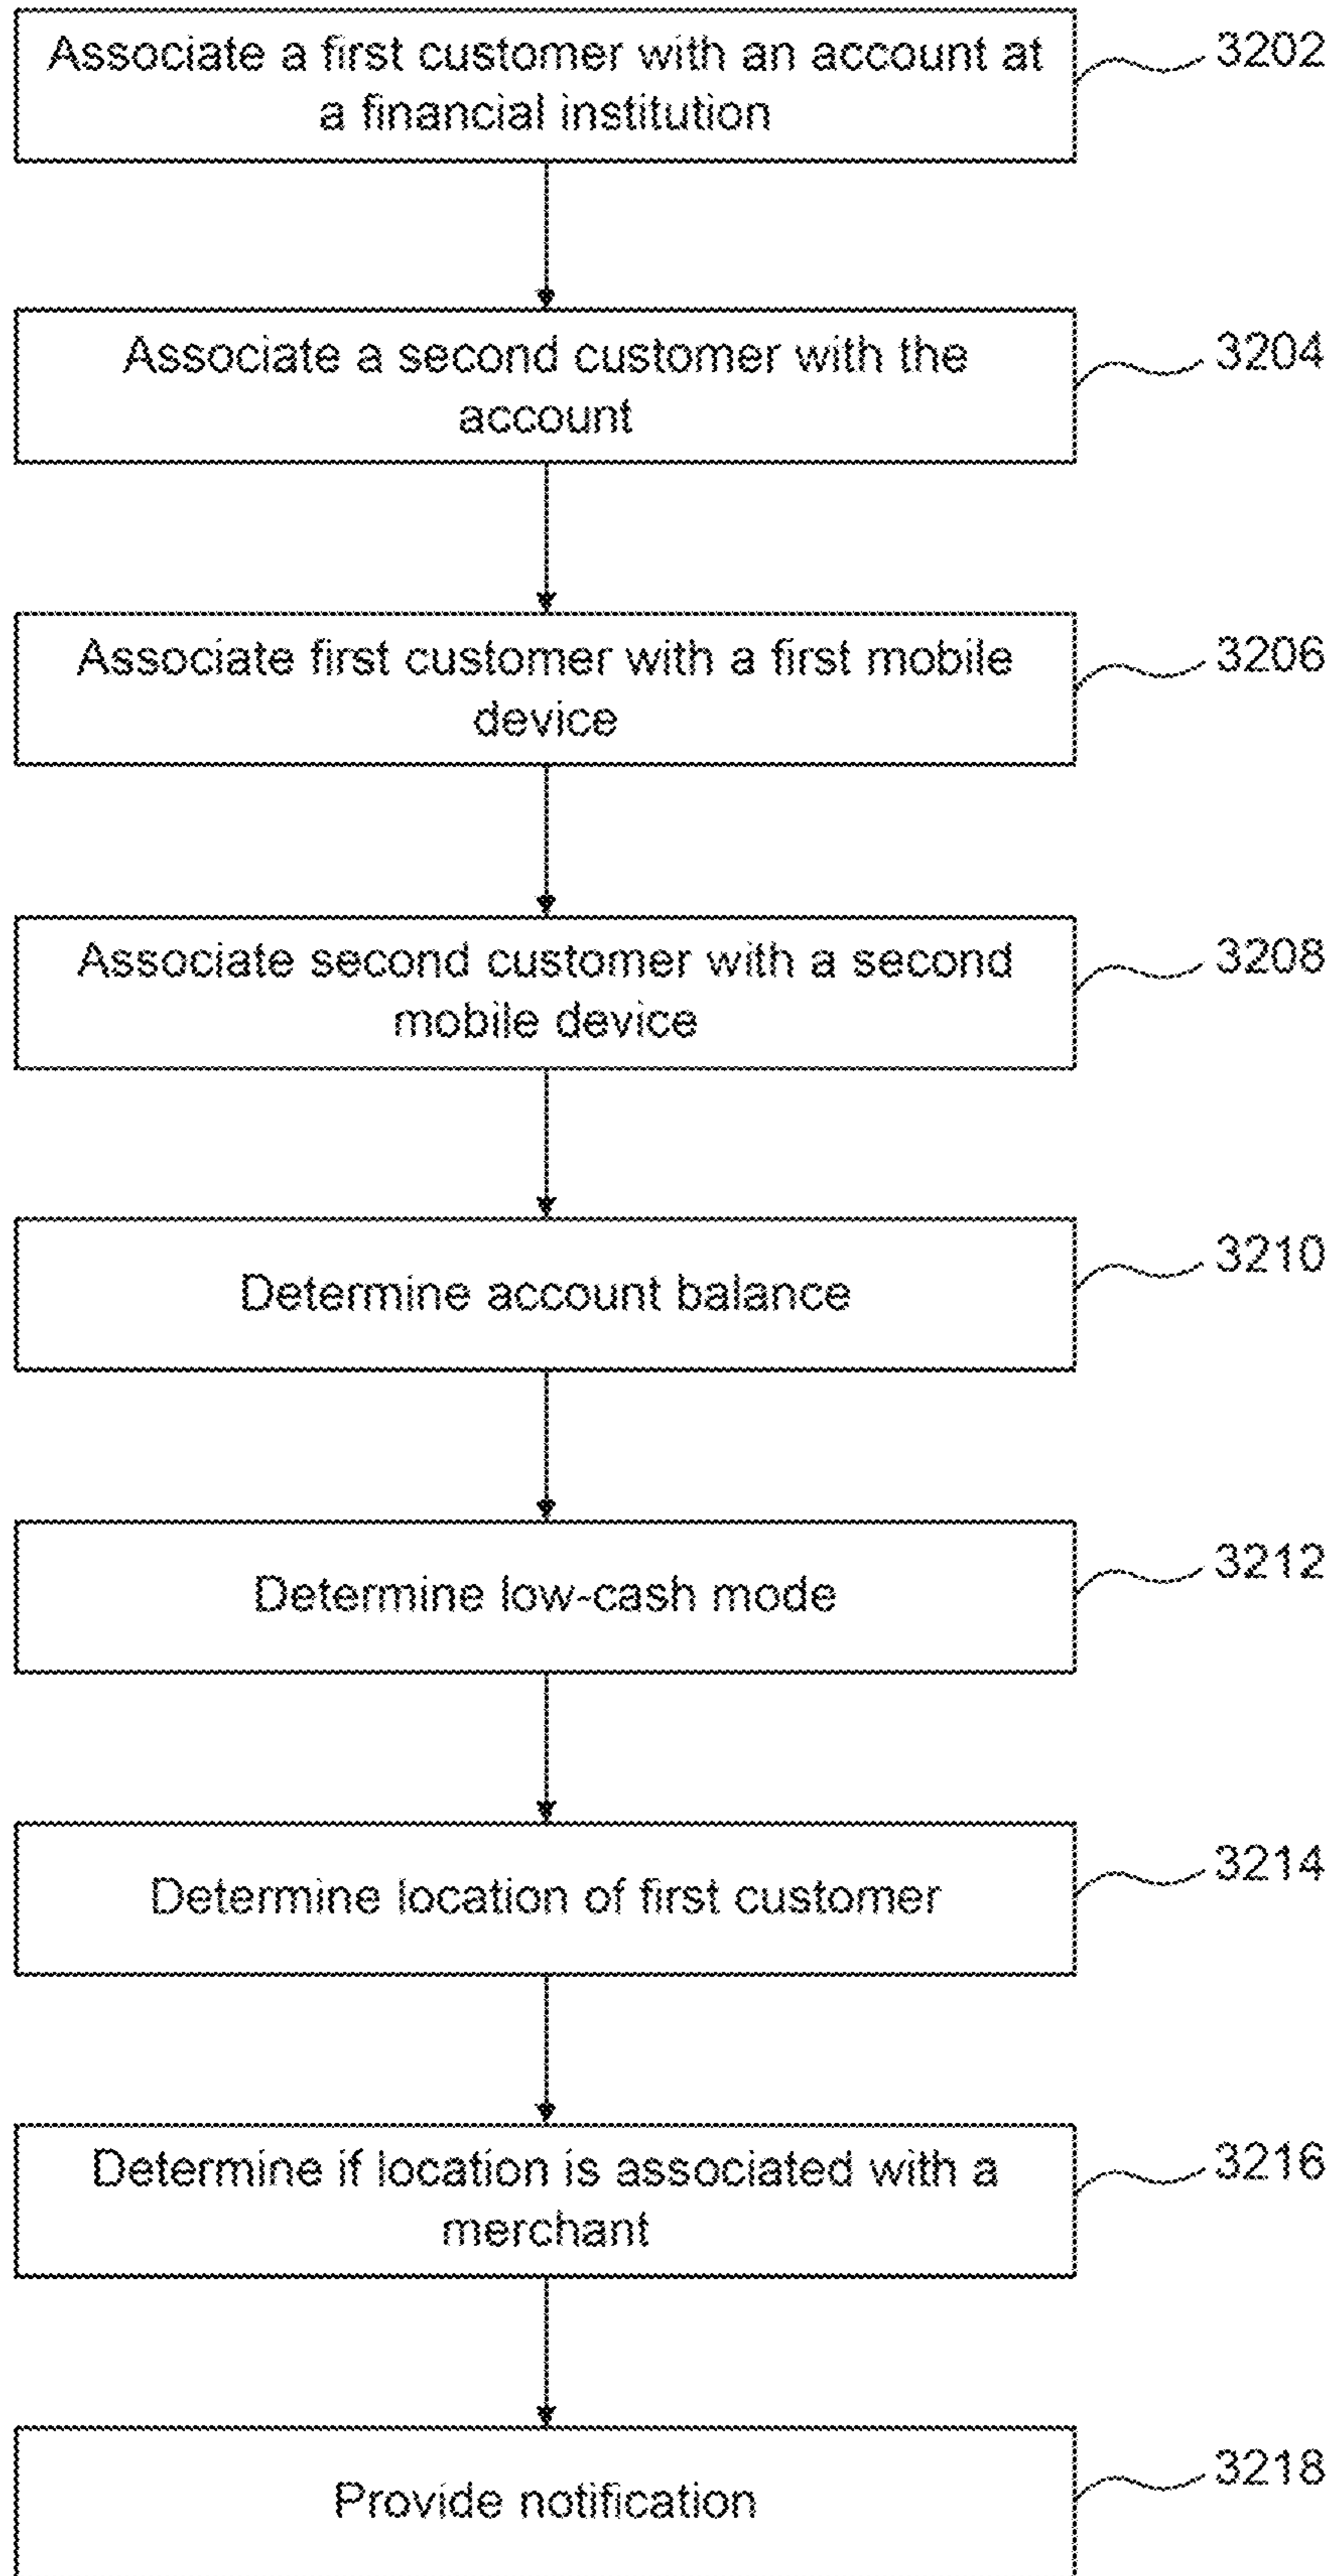 Associate a first customer with an account at
a financial institution
3202
Associate a second customer with the
account
3204
Associate first customer with a first mobile
device
3206
Associate second customer with a second
mobile device
3208
Determine account balance
3210
Determine low-cash mode
3212
Determine location of first customer
3214
Determine if location is associated with a
merchant
3216
Provide notification
3218